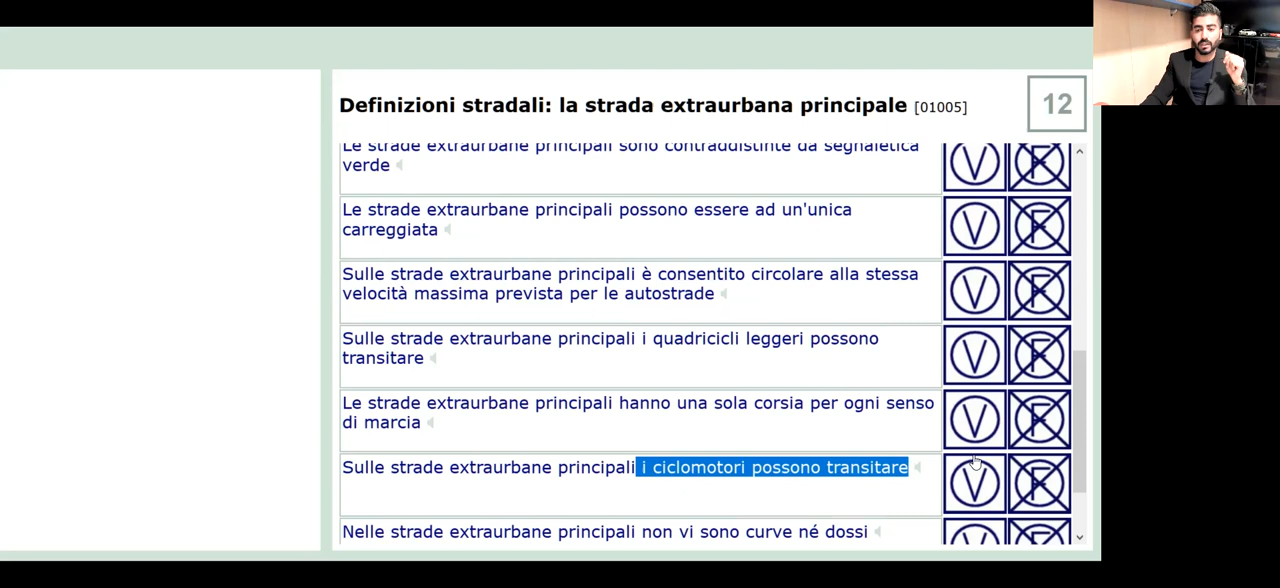 Definizioni stradali: la strada extraurbana principale [01005]
12
Le strade extraurbane principali sono contraddistinte da segnaletica
verde
V F
Le strade extraurbane principali possono essere ad un'unica
carreggiata
V F
Sulle strade extraurbane principali è consentito circolare alla stessa
velocità massima prevista per le autostrade
V F
Sulle strade extraurbane principali i quadricicli leggeri possono
transitare
V F
Le strade extraurbane principali hanno una sola corsia per ogni senso
di marcia
V F
Sulle strade extraurbane principali i ciclomotori possono transitare
V F
Nelle strade extraurbane principali non vi sono curve né dossi
V F